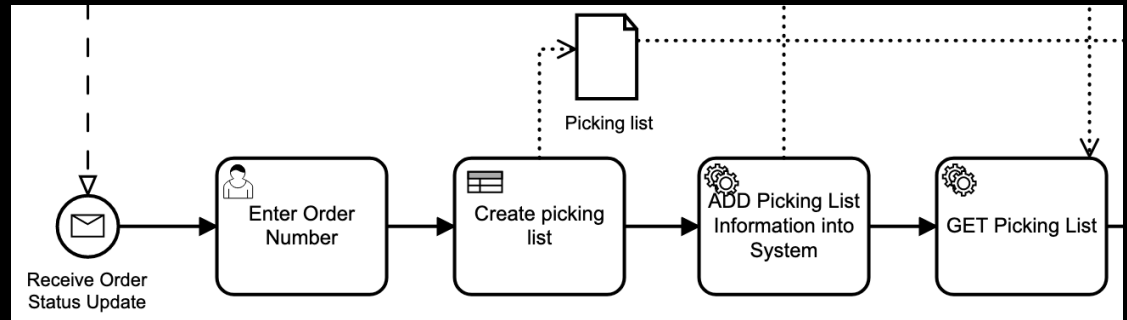 Picking list
Enter Order
Number
Create picking
list
ADD Picking List
Information into
System
GET Picking List
Receive Order
Status Update